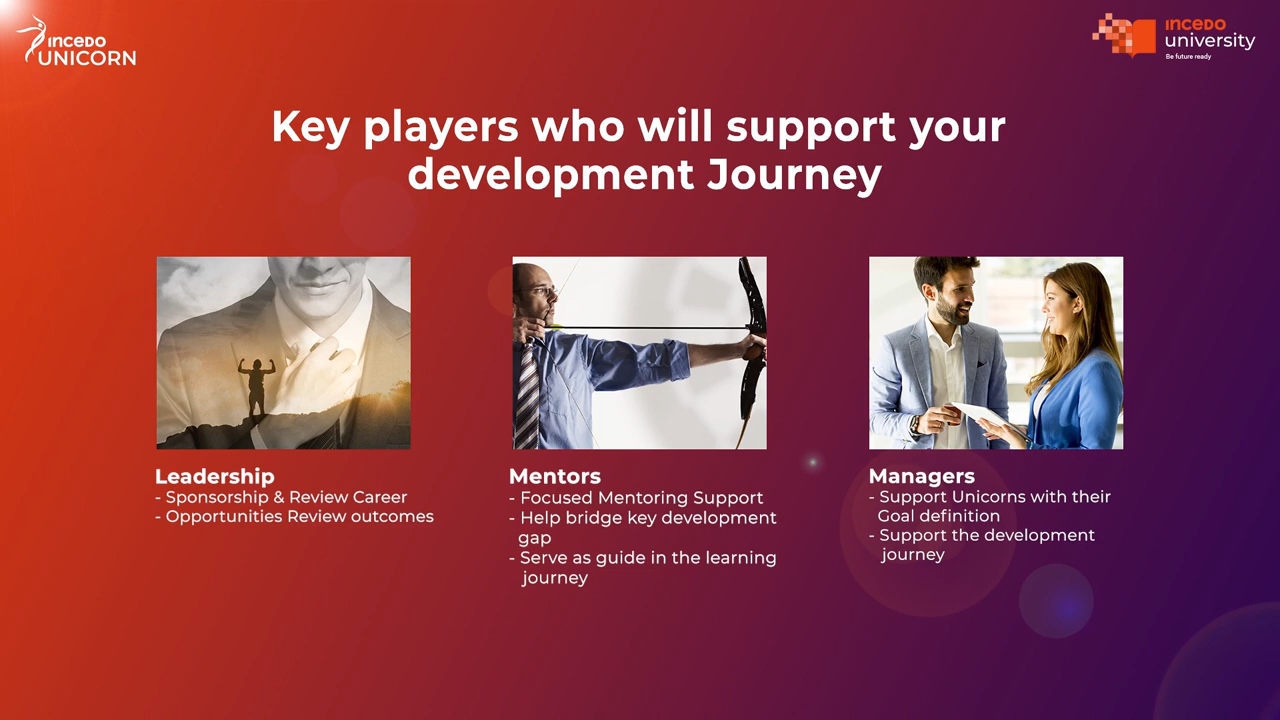 INCEDO
UNICORN
INCEDO
university
Be future ready
Key players who will support your
development Journey
Leadership
- Sponsorship & Review Career
- Opportunities Review outcomes
Mentors
- Focused Mentoring Support
- Help bridge key development
gap
- Serve as guide in the learning
journey
Managers
- Support Unicorns with their
Goal definition
- Support the development
journey